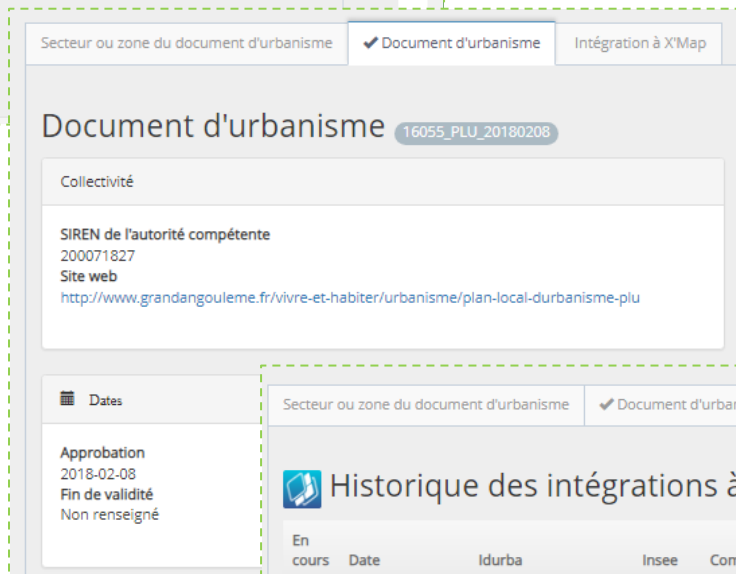 Secteur ou zone du document d'urbanisme
✔ Document d'urbanisme
Intégration à X'Map
Document d'urbanisme 16055_PLU_20180208
Collectivité
SIREN de l'autorité compétente
200071827
Site web
http://www.grandangouleme.fr/vivre-et-habiter/urbanisme/plan-local-durbanisme-plu
Dates
Approbation
2018-02-08
Fin de validité
Non renseigné
Secteur ou zone du document d'urbanisme
✔ Document d'urba
Historique des intégrations à
En
cours Date Idurba Insee Com